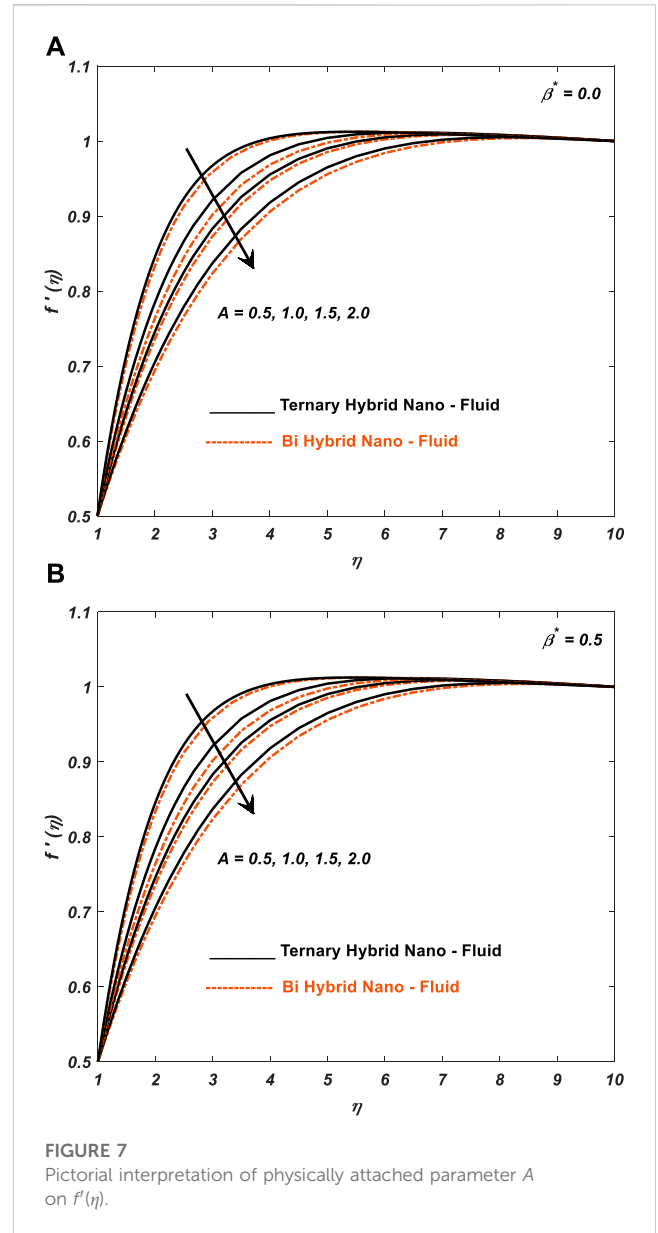 A
1.1
1
0.9
0.8
0.7
0.6
0.5
f ' (η)
β* = 0.0
A = 0.5, 1.0, 1.5, 2.0
Ternary Hybrid Nano - Fluid
Bi Hybrid Nano - Fluid
1 2 3 4 5 6 7 8 9 10
η
B
1.1
1
0.9
0.8
0.7
0.6
0.5
f ' (η)
β* = 0.5
A = 0.5, 1.0, 1.5, 2.0
Ternary Hybrid Nano - Fluid
Bi Hybrid Nano - Fluid
1 2 3 4 5 6 7 8 9 10
η
FIGURE 7
Pictorial interpretation of physically attached parameter A
on f′(η).